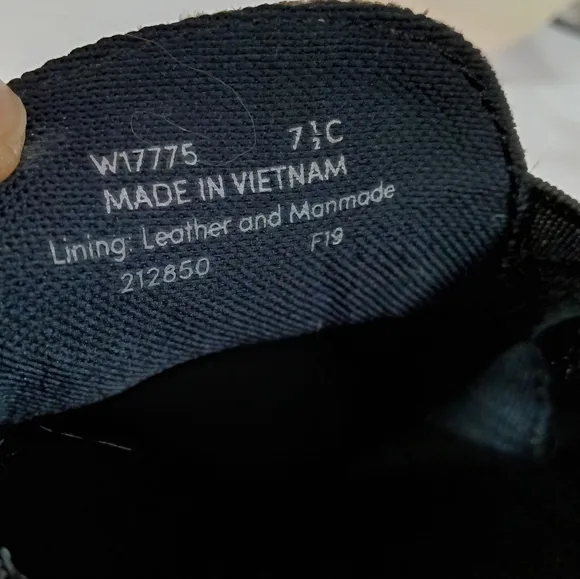 W17775 7½C
MADE IN VIETNAM
Lining: Leather and Manmade
212850 F19